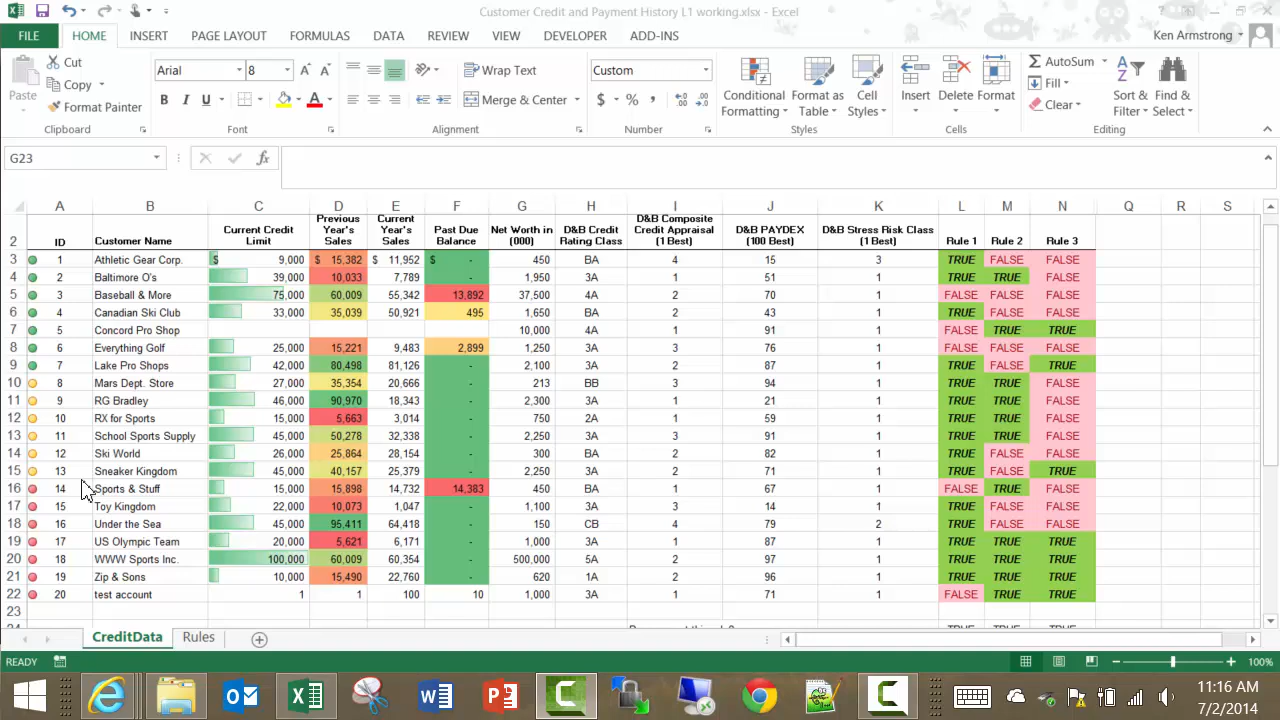 Customer Credit and Payment History L1 working.xlsx - Excel
FILE HOME INSERT PAGE LAYOUT FORMULAS DATA REVIEW VIEW DEVELOPER ADD-INS Ken Armstrong
Paste Cut Copy Format Painter Clipboard
Arial 8 B I U A Font
Wrap Text Merge & Center Alignment
Custom $ % , Number
Conditional Formatting Format as Table Cell Styles Styles
Insert Delete Format Cells
AutoSum Fill Clear Sort & Filter Find & Select Editing
G23 fx
A B C D E F G H I J K L M N Q R S
2 ID Customer Name Current Credit Limit Previous Year's Sales Current Year's Sales Past Due Balance Net Worth in (000) D&B Credit Rating Class D&B Composite Credit Appraisal (1 Best) D&B PAYDEX (100 Best) D&B Stress Risk Class (1 Best) Rule 1 Rule 2 Rule 3
3 1 Athletic Gear Corp. $ 9,000 $ 15,382 $ 11,952 $ - 450 BA 4 15 3 TRUE FALSE FALSE
4 2 Baltimore O's 39,000 10,033 7,789 - 1,950 3A 1 51 1 TRUE TRUE FALSE
5 3 Baseball & More 75,000 60,009 55,342 13,892 37,500 4A 2 70 1 FALSE FALSE FALSE
6 4 Canadian Ski Club 33,000 35,039 50,921 495 1,650 BA 2 43 1 TRUE FALSE FALSE
7 5 Concord Pro Shop 10,000 4A 1 91 1 FALSE TRUE TRUE
8 6 Everything Golf 25,000 15,221 9,483 2,899 1,250 3A 3 76 1 FALSE FALSE FALSE
9 7 Lake Pro Shops 42,000 80,498 81,126 - 2,100 3A 2 87 1 TRUE FALSE TRUE
10 8 Mars Dept. Store 27,000 35,354 20,666 - 213 BB 3 94 1 TRUE TRUE FALSE
11 9 RG Bradley 46,000 90,970 18,343 - 2,300 3A 1 21 1 TRUE TRUE FALSE
12 10 RX for Sports 15,000 5,663 3,014 - 750 2A 1 59 1 TRUE TRUE FALSE
13 11 School Sports Supply 45,000 50,278 32,338 - 2,250 3A 3 91 1 TRUE TRUE FALSE
14 12 Ski World 26,000 25,864 28,154 - 300 BA 2 82 1 TRUE FALSE FALSE
15 13 Sneaker Kingdom 45,000 40,157 25,379 - 2,250 3A 2 71 1 TRUE FALSE TRUE
16 14 Sports & Stuff 15,000 15,898 14,732 14,383 450 BA 1 67 1 FALSE TRUE FALSE
17 15 Toy Kingdom 22,000 10,073 1,047 - 1,100 3A 3 14 1 TRUE FALSE FALSE
18 16 Under the Sea 45,000 95,411 64,418 - 150 CB 4 79 2 TRUE FALSE FALSE
19 17 US Olympic Team 20,000 5,621 6,171 - 1,000 3A 1 87 1 TRUE TRUE TRUE
20 18 WWW Sports Inc. 100,000 60,009 60,354 - 500,000 5A 2 97 1 TRUE TRUE TRUE
21 19 Zip & Sons 10,000 15,490 22,760 - 620 1A 2 96 1 TRUE TRUE TRUE
22 20 test account 1 1 100 10 1,000 3A 1 71 1 FALSE TRUE TRUE
23
CreditData Rules
READY 100%
11:16 AM
7/2/2014